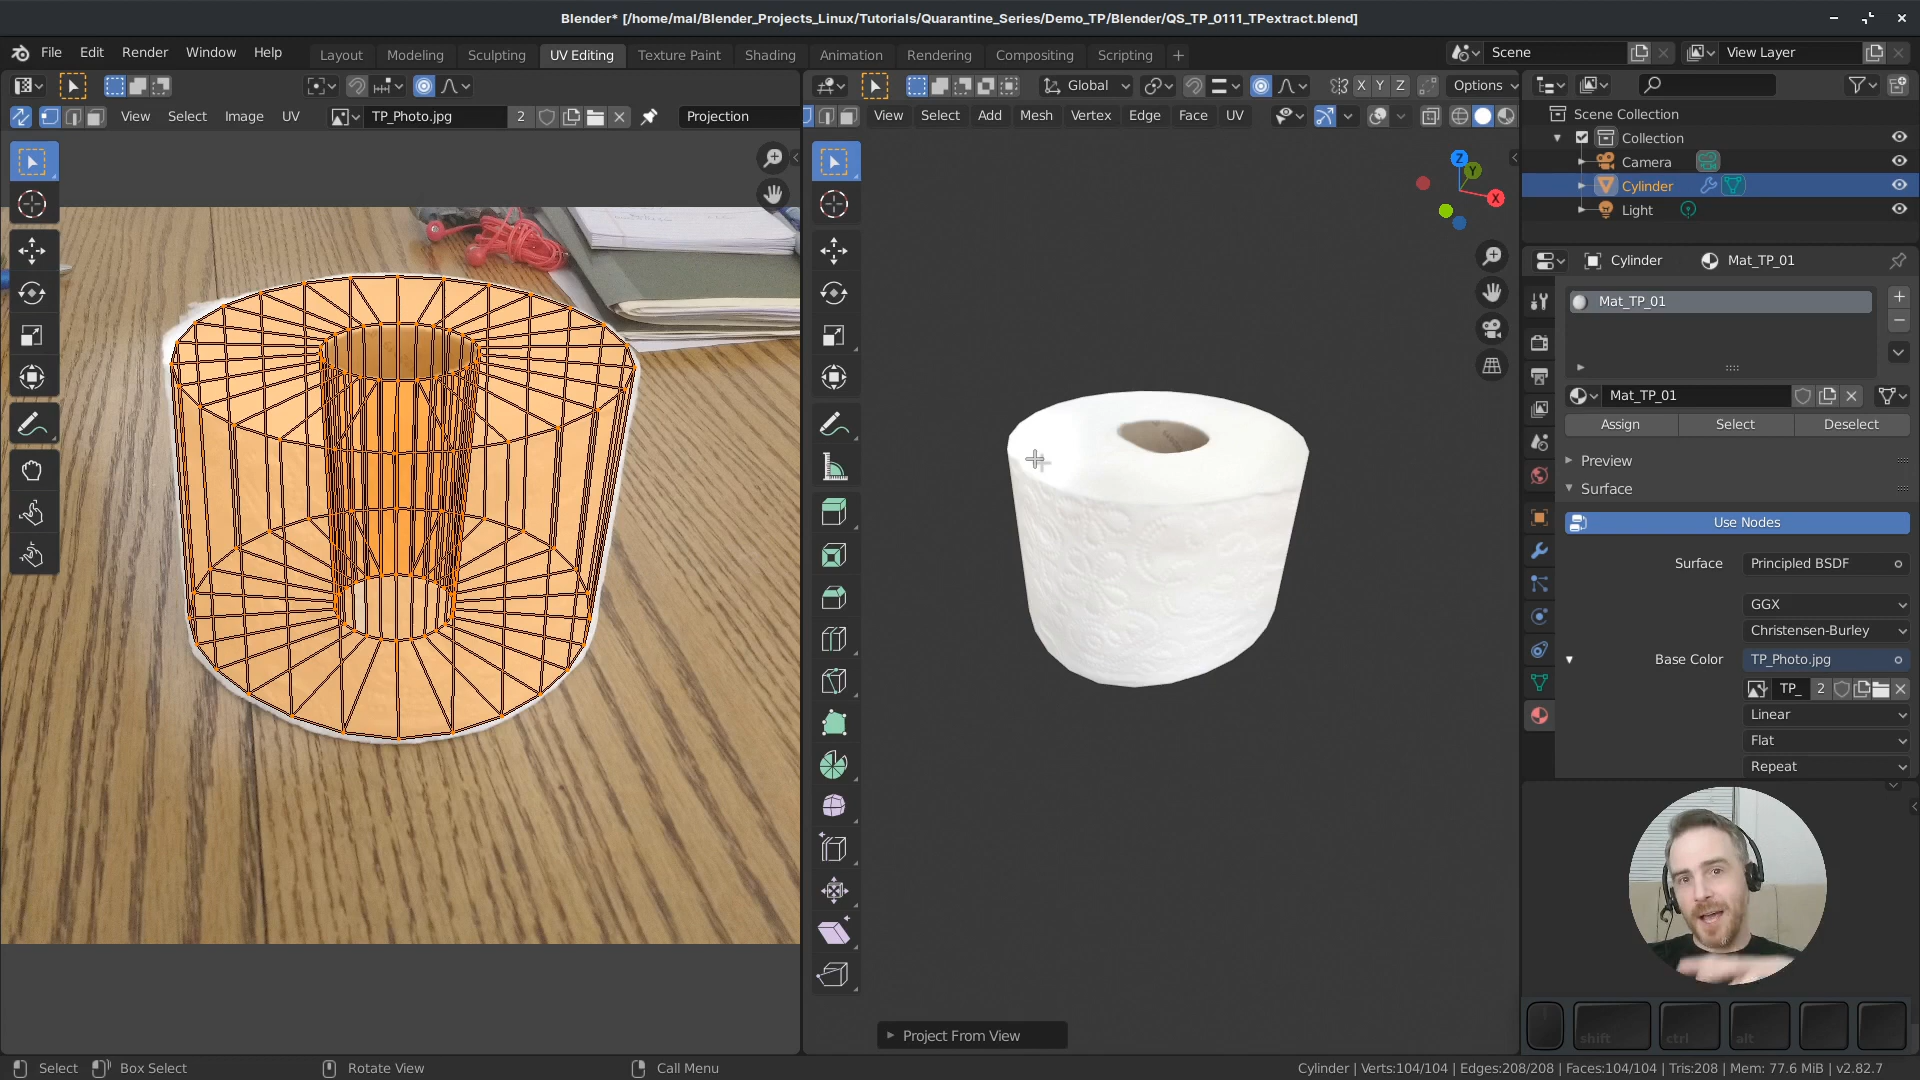 Blender* [/home/mal/Blender_Projects_Linux/Tutorials/Quarantine_Series/Demo_TP/Blender/QS_TP_0111_TPextract.blend]
File Edit Render Window Help Layout Modeling Sculpting UV Editing Texture Paint Shading Animation Rendering Compositing Scripting + Scene View Layer
Global X Y Z Options
View Select Image UV TP_Photo.jpg 2 Projection View Select Add Mesh Vertex Edge Face UV
Scene Collection
Collection
Camera
Cylinder
Light
Z
Y
X
Cylinder Mat_TP_01
Mat_TP_01
Mat_TP_01
Assign Select Deselect
Preview
Surface
Use Nodes
Surface Principled BSDF
GGX
Christensen-Burley
Base Color TP_Photo.jpg
TP_ 2
Linear
Flat
Repeat
Project From View
shift ctrl alt
Select Box Select Rotate View Call Menu Cylinder | Verts:104/104 | Edges:208/208 | Faces:104/104 | Tris:208 | Mem: 77.6 MiB | v2.82.7